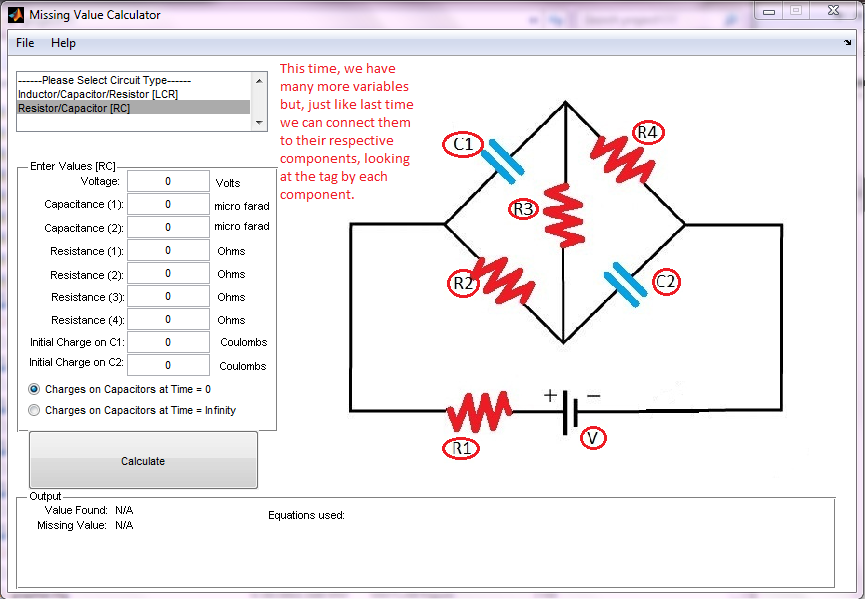 Missing Value Calculator
File Help
------Please Select Circuit Type------
Inductor/Capacitor/Resistor [LCR]
Resistor/Capacitor [RC]
This time, we have
many more variables
but, just like last time
we can connect them
to their respective
components, looking
at the tag by each
component.
Enter Values [RC]
Voltage: 0 Volts
Capacitance (1): 0 micro farad
Capacitance (2): 0 micro farad
Resistance (1): 0 Ohms
Resistance (2): 0 Ohms
Resistance (3): 0 Ohms
Resistance (4): 0 Ohms
Initial Charge on C1: 0 Coulombs
Initial Charge on C2: 0 Coulombs
Charges on Capacitors at Time = 0
Charges on Capacitors at Time = Infinity
Calculate
C1
R4
R3
R2
C2
+ −
R1
V
Output
Value Found: N/A
Missing Value: N/A
Equations used: